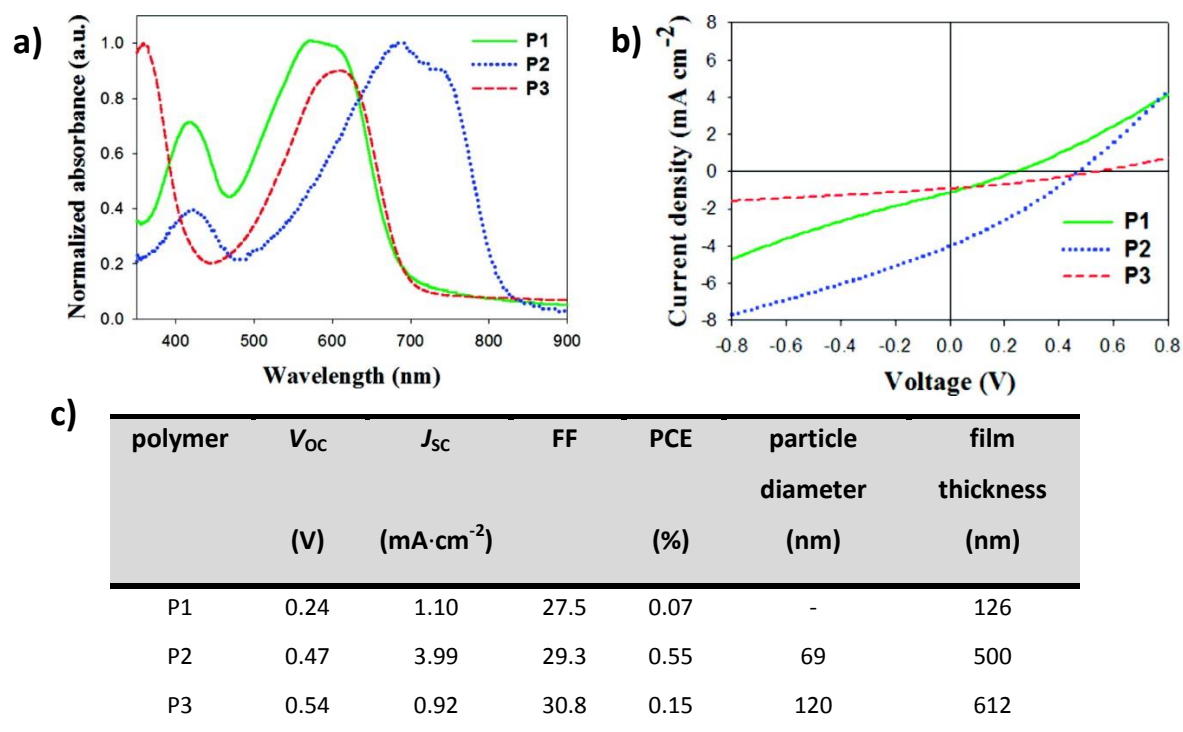 a)
Normalized absorbance (a.u.)
1.0
0.8
0.6
0.4
0.2
0.0
P1
P2
P3
400 500 600 700 800 900
Wavelength (nm)
b)
Current density (mA cm⁻²)
8
6
4
2
0
-2
-4
-6
-8
P1
P2
P3
-0.8 -0.6 -0.4 -0.2 0.0 0.2 0.4 0.6 0.8
Voltage (V)
c)
polymer V_OC J_SC FF PCE particle film
diameter thickness
(V) (mA·cm⁻²) (%) (nm) (nm)
P1 0.24 1.10 27.5 0.07 - 126
P2 0.47 3.99 29.3 0.55 69 500
P3 0.54 0.92 30.8 0.15 120 612